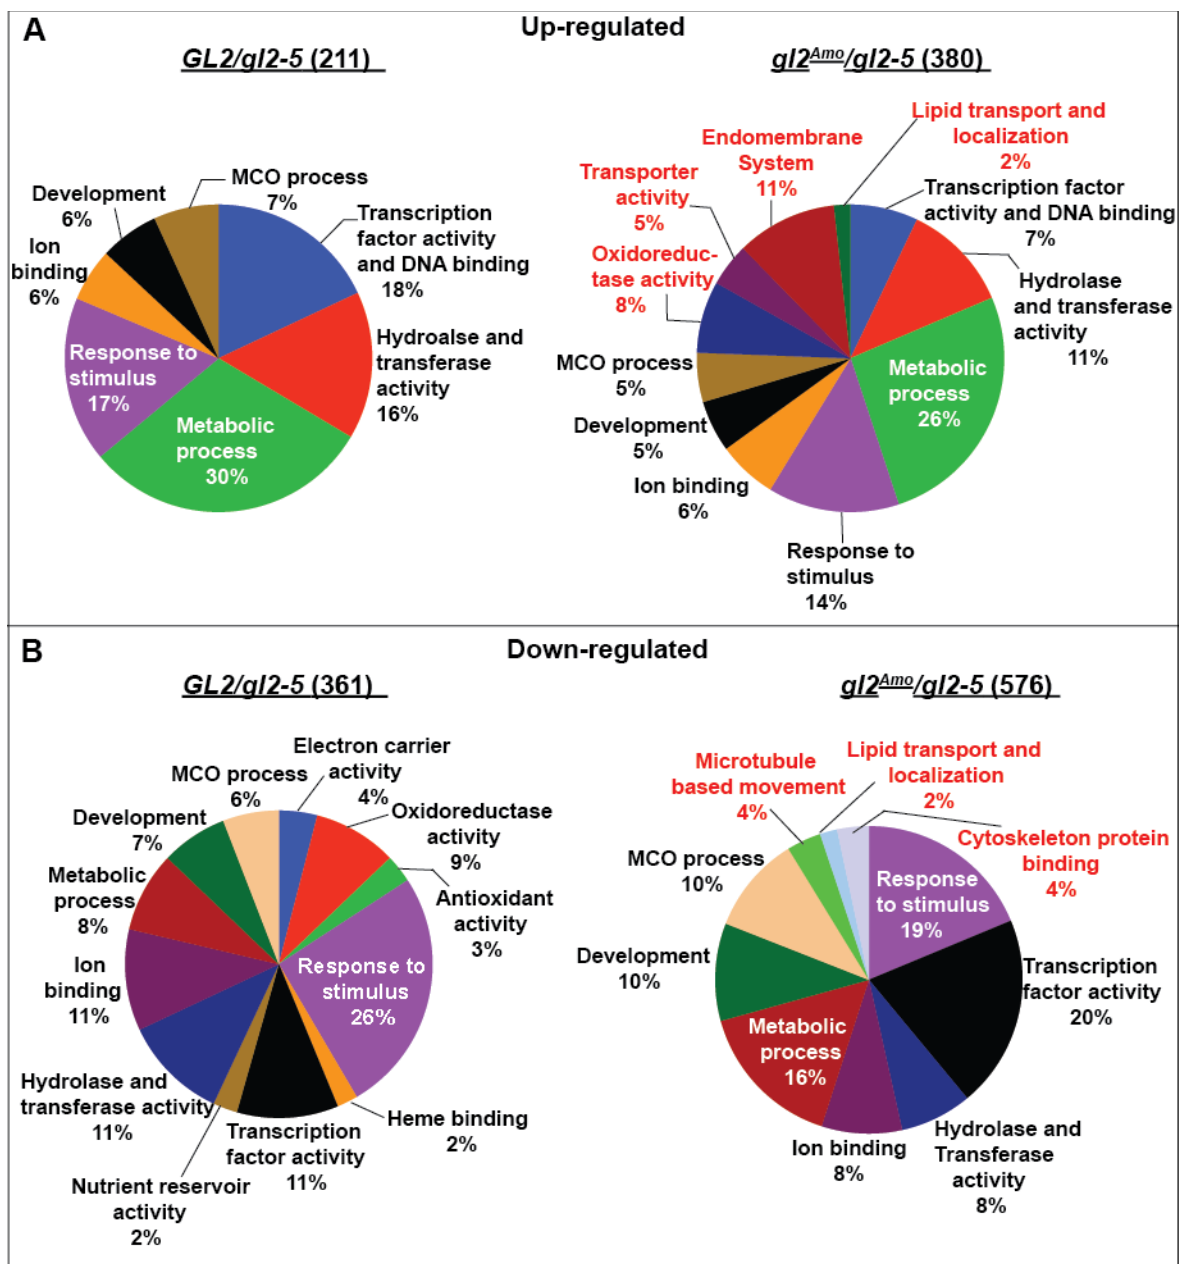 A
Up-regulated
GL2/gl2-5 (211)
gl2Amo/gl2-5 (380)
MCO process
7%
Development
6%
Ion
binding
6%
Transcription
factor activity
and DNA binding
18%
Response to
stimulus
17%
Hydroalse and
transferase
activity
16%
Metabolic
process
30%
Lipid transport and
localization
2%
Endomembrane
System
11%
Transporter
activity
5%
Transcription factor
activity and DNA binding
7%
Oxidoreduc-
tase activity
8%
Hydrolase
and transferase
activity
11%
MCO process
5%
Metabolic
process
26%
Development
5%
Ion binding
6%
Response to
stimulus
14%
B
Down-regulated
GL2/gl2-5 (361)
gl2Amo/gl2-5 (576)
Electron carrier
activity
4%
MCO process
6%
Oxidoreductase
activity
9%
Development
7%
Metabolic
process
8%
Antioxidant
activity
3%
Ion
binding
11%
Response to
stimulus
26%
Hydrolase and
transferase activity
11%
Heme binding
2%
Transcription
factor activity
11%
Nutrient reservoir
activity
2%
Lipid transport and
localization
2%
Microtubule
based movement
4%
Cytoskeleton protein
binding
4%
MCO process
10%
Response
to stimulus
19%
Development
10%
Transcription
factor activity
20%
Metabolic
process
16%
Ion binding
8%
Hydrolase and
Transferase
activity
8%